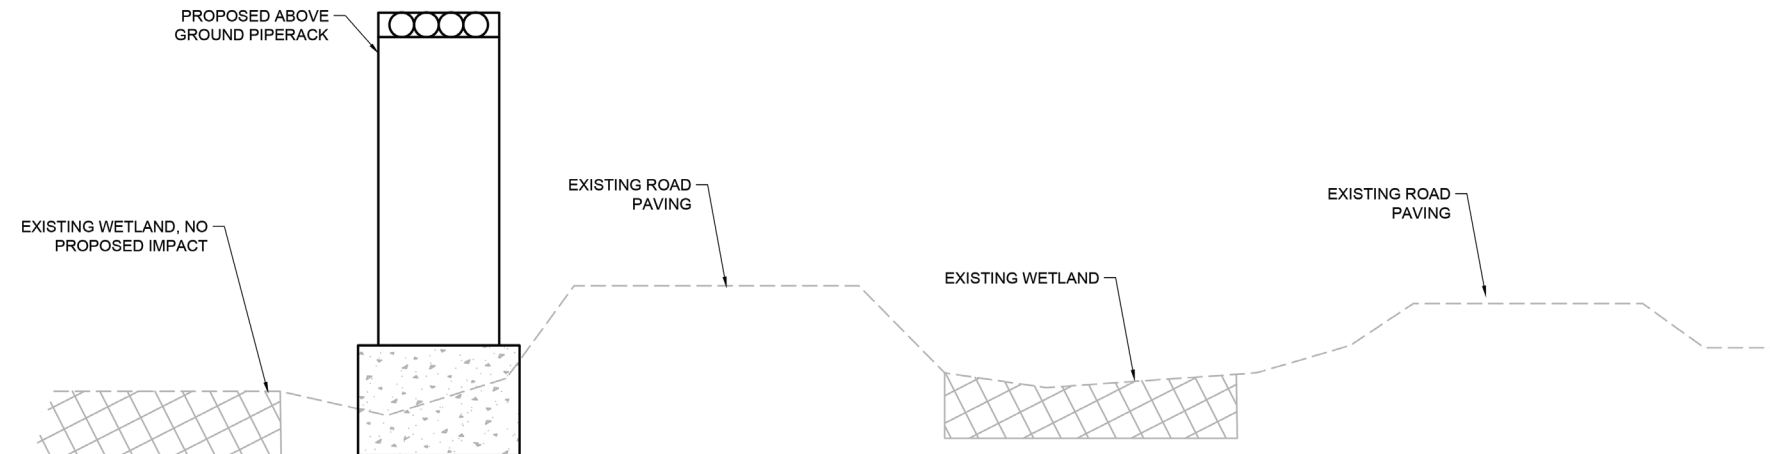 PROPOSED ABOVE
GROUND PIPERACK
EXISTING ROAD
PAVING
EXISTING ROAD
PAVING
EXISTING WETLAND, NO
PROPOSED IMPACT
EXISTING WETLAND